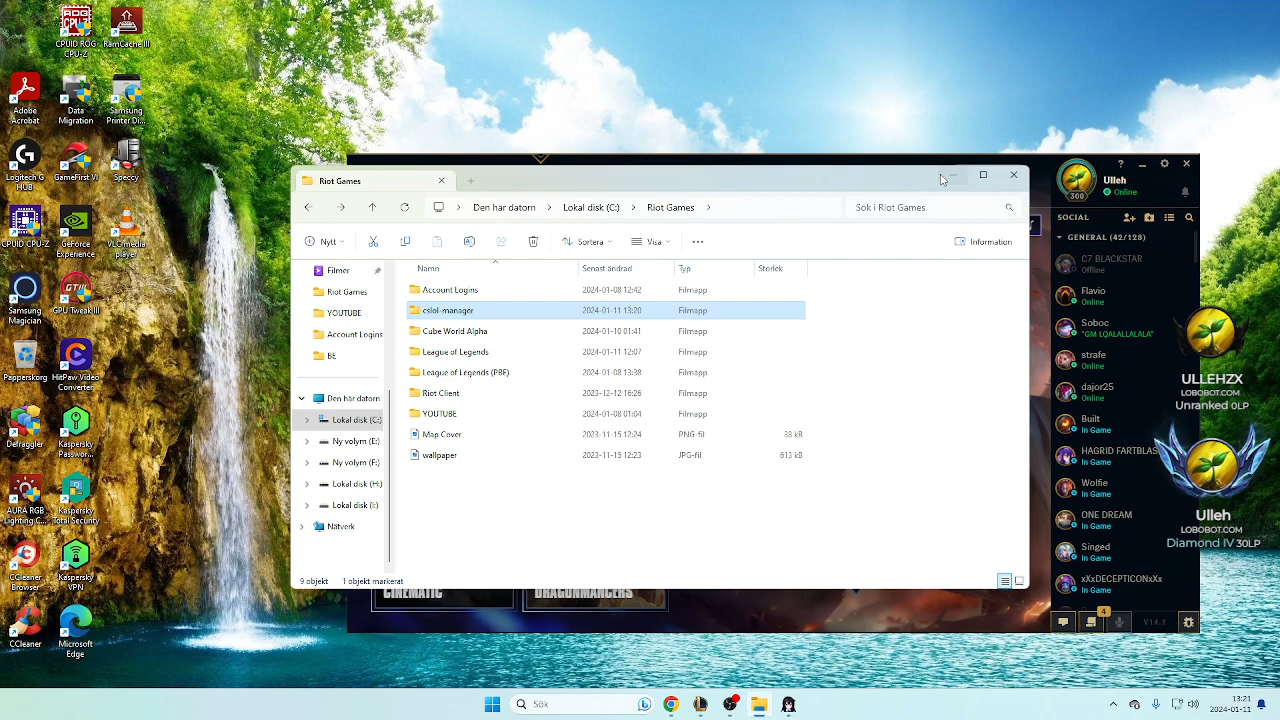 CPUID ROG
CPU-Z
RamCache III
Adobe
Acrobat
Data
Migration
Samsung
Printer Di...
Logitech G
HUB
GameFirst VI
Speccy
CPUID CPU-Z
GeForce
Experience
VLC media
player
Samsung
Magician
GPU Tweak III
Papperskorg
HitPaw Video
Converter
Defraggler
Kaspersky
Passwor...
AURA RGB
Lighting C...
Kaspersky
Total Security
CCleaner
Browser
Kaspersky
VPN
CCleaner
Microsoft
Edge
Riot Games
Den här datorn
Lokal disk (C:)
Riot Games
Sök i Riot Games
Nytt
Sortera
Visa
Information
Namn
Senast ändrad
Typ
Storlek
Filmer
Riot Games
YOUTUBE
Account Logins
BE
Den här datorn
Lokal disk (C:)
Ny volym (E:)
Ny volym (F:)
Lokal disk (H:)
Lokal disk (I:)
Nätverk
Account Logins 2024-01-08 12:42 Filmapp
cslol-manager 2024-01-11 13:20 Filmapp
Cube World Alpha 2024-01-10 01:41 Filmapp
League of Legends 2024-01-11 12:07 Filmapp
League of Legends (PBE) 2024-01-08 13:38 Filmapp
Riot Client 2023-12-12 16:26 Filmapp
YOUTUBE 2024-01-08 01:04 Filmapp
Map Cover 2023-11-15 12:24 PNG-fil 38 kB
wallpaper 2023-11-15 12:23 JPG-fil 613 kB
9 objekt
1 objekt markerat
CINEMATIC
DRAGONMANCERS
300
Ulleh
Online
SOCIAL
GENERAL (42/128)
C7 BLACKSTAR
Offline
Flavio
Online
Soboc
"GM LQALALLALALA"
strafe
Online
dajor25
Online
Built
In Game
HAGRID FARTBLAS
In Game
Wolfie
In Game
ONE DREAM
In Game
Singed
In Game
xXxDECEPTICONxXx
In Game
4
V14.1
ULLEHZX
LOBOBOT.COM
Unranked 0LP
Ulleh
LOBOBOT.COM
Diamond IV 30LP
Sök
13:21
2024-01-11